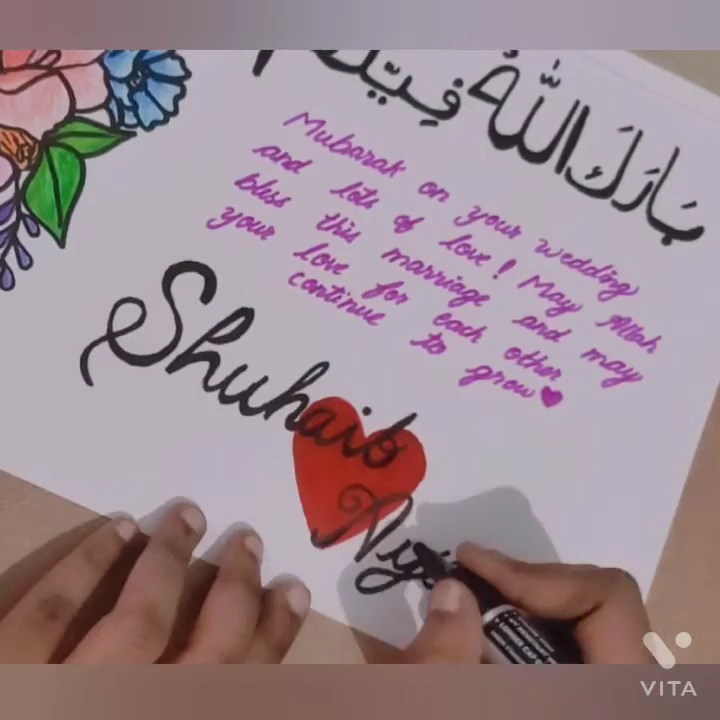 بَارَكَ اللّٰهُ فِيْكُمْ
Mubarak on your wedding
and lots of love! May Allah
bless this marriage and may
your love for each other
continue to grow♥
Shuhaib
VITA